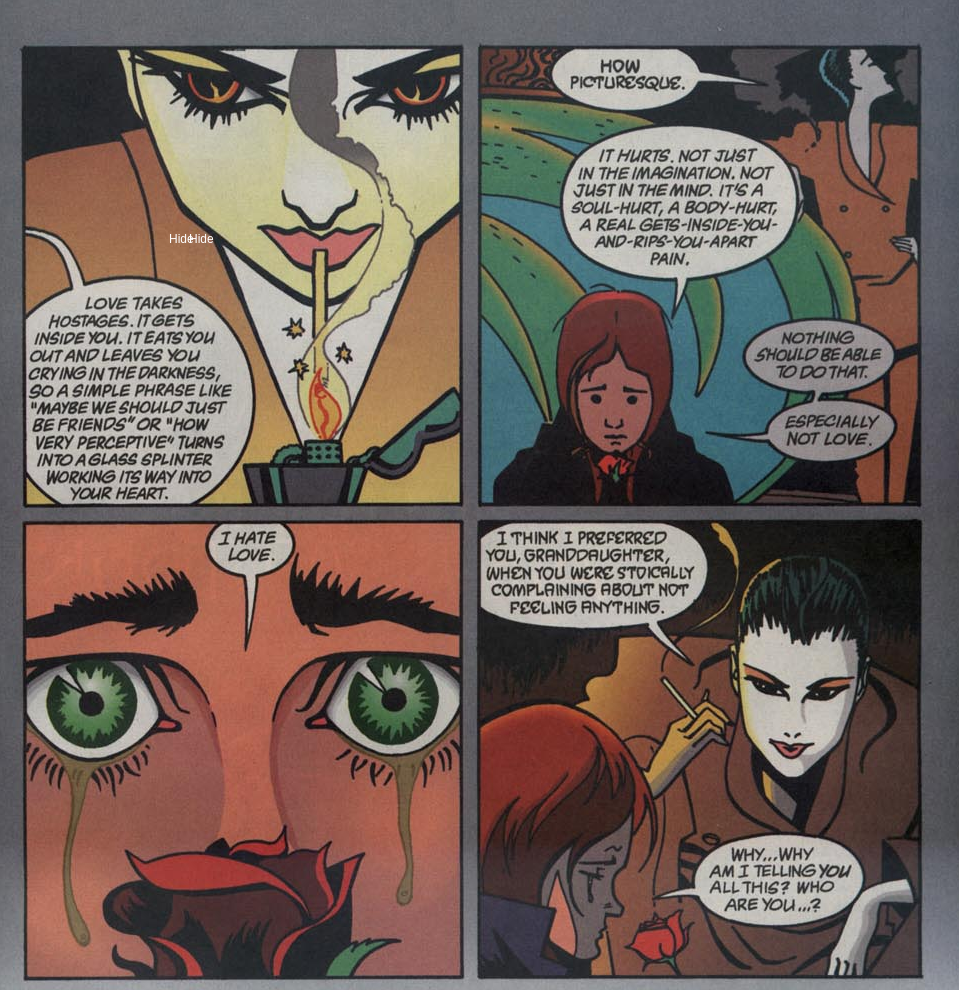 HideHide
LOVE TAKES
HOSTAGES. IT GETS
INSIDE YOU. IT EATS YOU
OUT AND LEAVES YOU
CRYING IN THE DARKNESS,
SO A SIMPLE PHRASE LIKE
"MAYBE WE SHOULD JUST
BE FRIENDS" OR "HOW
VERY PERCEPTIVE" TURNS
INTO A GLASS SPLINTER
WORKING ITS WAY INTO
YOUR HEART.
HOW
PICTURESQUE.
IT HURTS. NOT JUST
IN THE IMAGINATION. NOT
JUST IN THE MIND. IT'S A
SOUL-HURT, A BODY-HURT,
A REAL GETS-INSIDE-YOU-
AND-RIPS-YOU-APART
PAIN.
NOTHING
SHOULD BE ABLE
TO DO THAT.
ESPECIALLY
NOT LOVE.
I HATE
LOVE.
I THINK I PREFERRED
YOU, GRANDDAUGHTER,
WHEN YOU WERE STOICALLY
COMPLAINING ABOUT NOT
FEELING ANYTHING.
WHY...WHY
AM I TELLING YOU
ALL THIS? WHO
ARE YOU...?